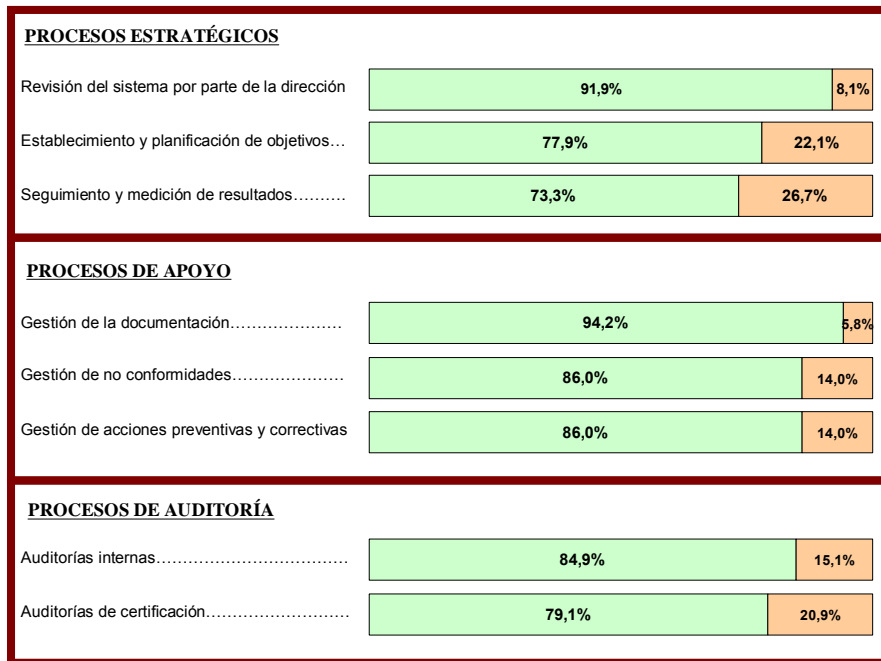 PROCESOS ESTRATÉGICOS
Revisión del sistema por parte de la dirección 91,9% 8,1%
Establecimiento y planificación de objetivos… 77,9% 22,1%
Seguimiento y medición de resultados………. 73,3% 26,7%
PROCESOS DE APOYO
Gestión de la documentación………………… 94,2% 5,8%
Gestión de no conformidades………………… 86,0% 14,0%
Gestión de acciones preventivas y correctivas 86,0% 14,0%
PROCESOS DE AUDITORÍA
Auditorías internas……………………………… 84,9% 15,1%
Auditorías de certificación……………………… 79,1% 20,9%